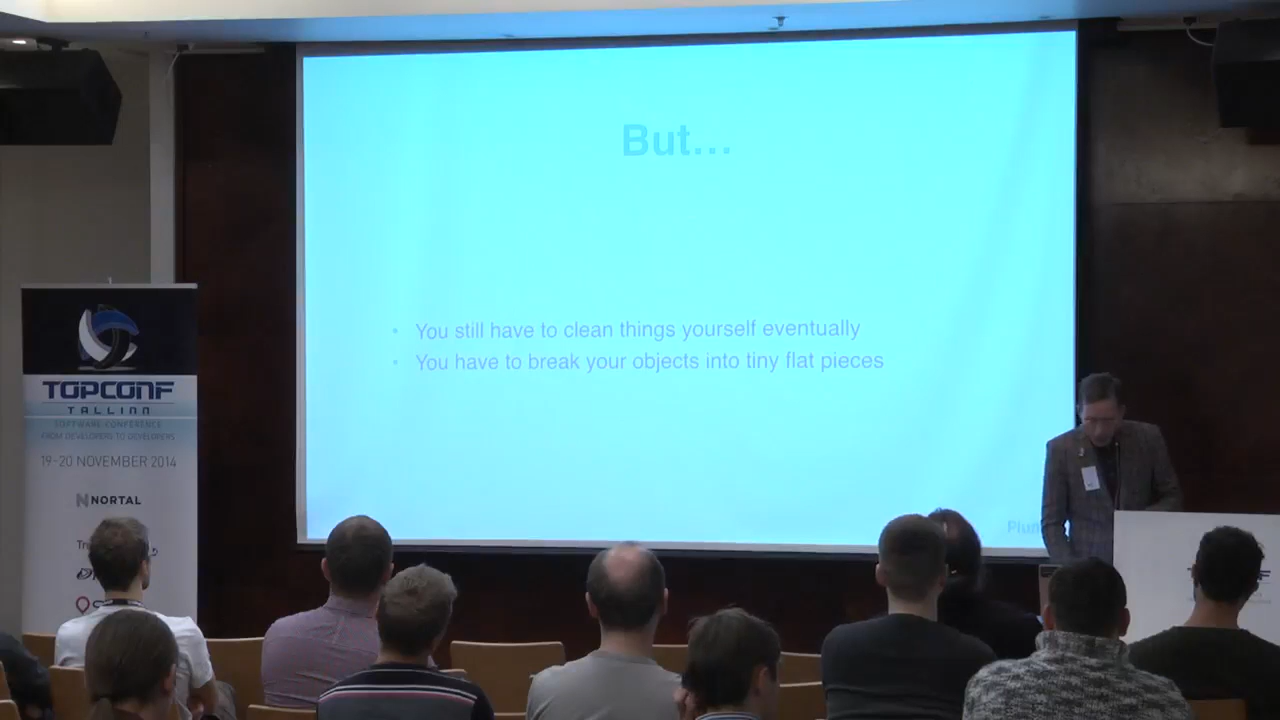 But...
• You still have to clean things yourself eventually
• You have to break your objects into tiny flat pieces
TOPCONF
TALLINN
SOFTWARE CONFERENCE
FROM DEVELOPERS TO DEVELOPERS
19-20 NOVEMBER 2014
NORTAL